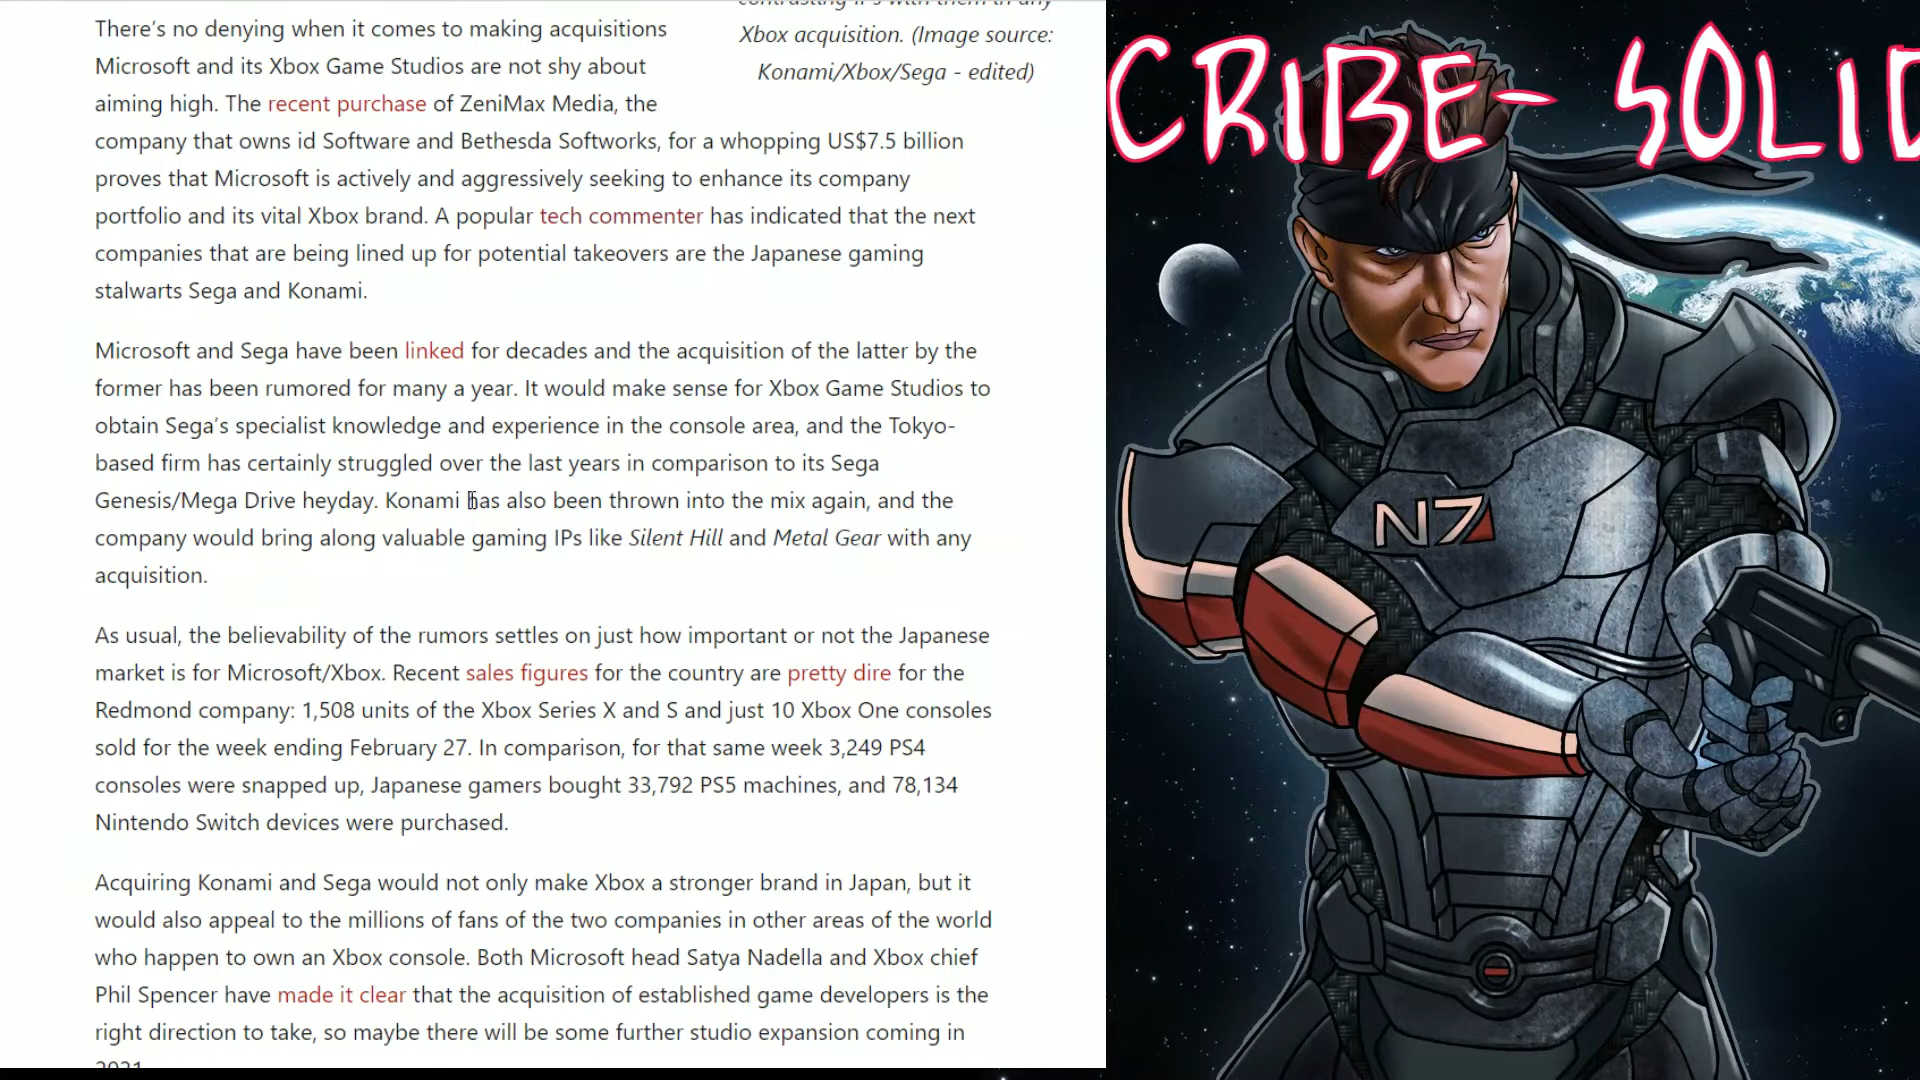 contrasting IPs with them in any
There's no denying when it comes to making acquisitions
Xbox acquisition. (Image source:
Microsoft and its Xbox Game Studios are not shy about
Konami/Xbox/Sega - edited)
aiming high. The recent purchase of ZeniMax Media, the
company that owns id Software and Bethesda Softworks, for a whopping US$7.5 billion
proves that Microsoft is actively and aggressively seeking to enhance its company
portfolio and its vital Xbox brand. A popular tech commenter has indicated that the next
companies that are being lined up for potential takeovers are the Japanese gaming
stalwarts Sega and Konami.
Microsoft and Sega have been linked for decades and the acquisition of the latter by the
former has been rumored for many a year. It would make sense for Xbox Game Studios to
obtain Sega's specialist knowledge and experience in the console area, and the Tokyo-
based firm has certainly struggled over the last years in comparison to its Sega
Genesis/Mega Drive heyday. Konami has also been thrown into the mix again, and the
company would bring along valuable gaming IPs like Silent Hill and Metal Gear with any
acquisition.
As usual, the believability of the rumors settles on just how important or not the Japanese
market is for Microsoft/Xbox. Recent sales figures for the country are pretty dire for the
Redmond company: 1,508 units of the Xbox Series X and S and just 10 Xbox One consoles
sold for the week ending February 27. In comparison, for that same week 3,249 PS4
consoles were snapped up, Japanese gamers bought 33,792 PS5 machines, and 78,134
Nintendo Switch devices were purchased.
Acquiring Konami and Sega would not only make Xbox a stronger brand in Japan, but it
would also appeal to the millions of fans of the two companies in other areas of the world
who happen to own an Xbox console. Both Microsoft head Satya Nadella and Xbox chief
Phil Spencer have made it clear that the acquisition of established game developers is the
right direction to take, so maybe there will be some further studio expansion coming in
2021.
CRIBE- SOLID
N7